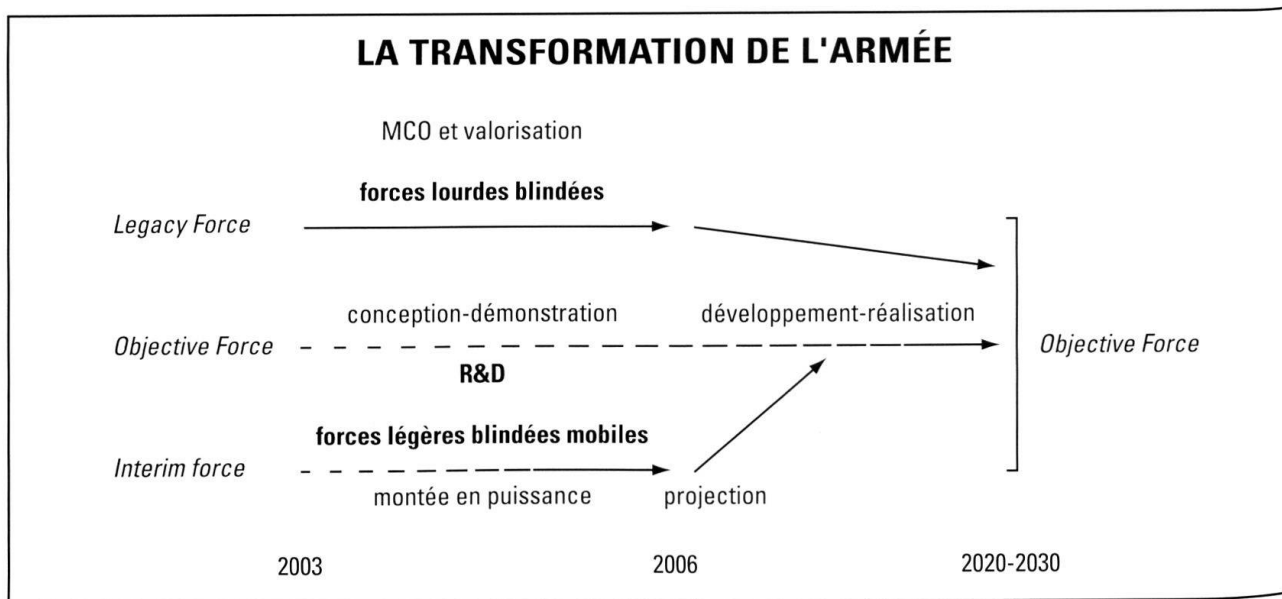 LA TRANSFORMATION DE L'ARMÉE
MCO et valorisation
forces lourdes blindées
Legacy Force
conception-démonstration
développement-réalisation
Objective Force
Objective Force
R&D
forces légères blindées mobiles
Interim force
montée en puissance
projection
2003
2006
2020-2030